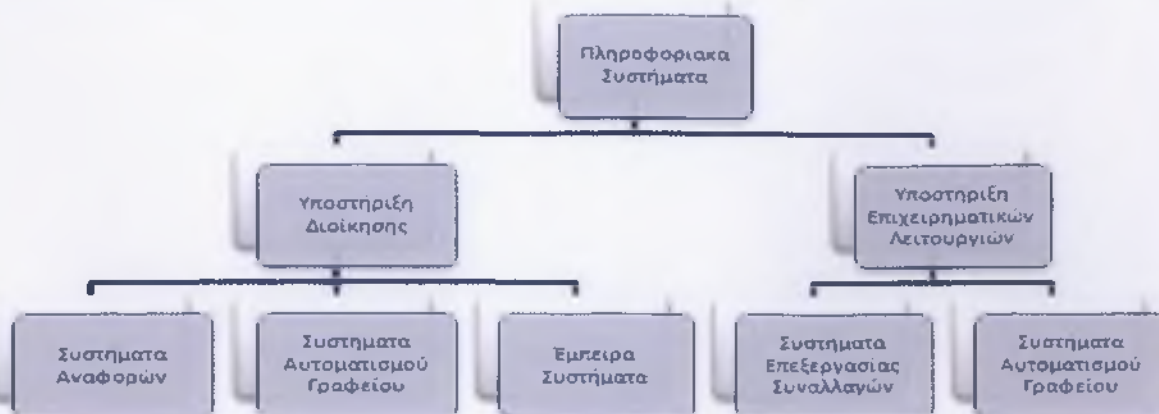 Πληροφοριακα
Συστήματα
Υποστήριξη
Διοίκησης
Υποστηριξη
Επιχειρηματικών
Λειτουργιών
Συστηματα
Αναφορών
Συστηματα
Αυτοματισμού
Γραφείου
Έμπειρα
Συστήματα
Συστηματα
Επεξεργασίας
Συναλλαγών
Συστηματα
Αυτοματισμού
Γραφείου